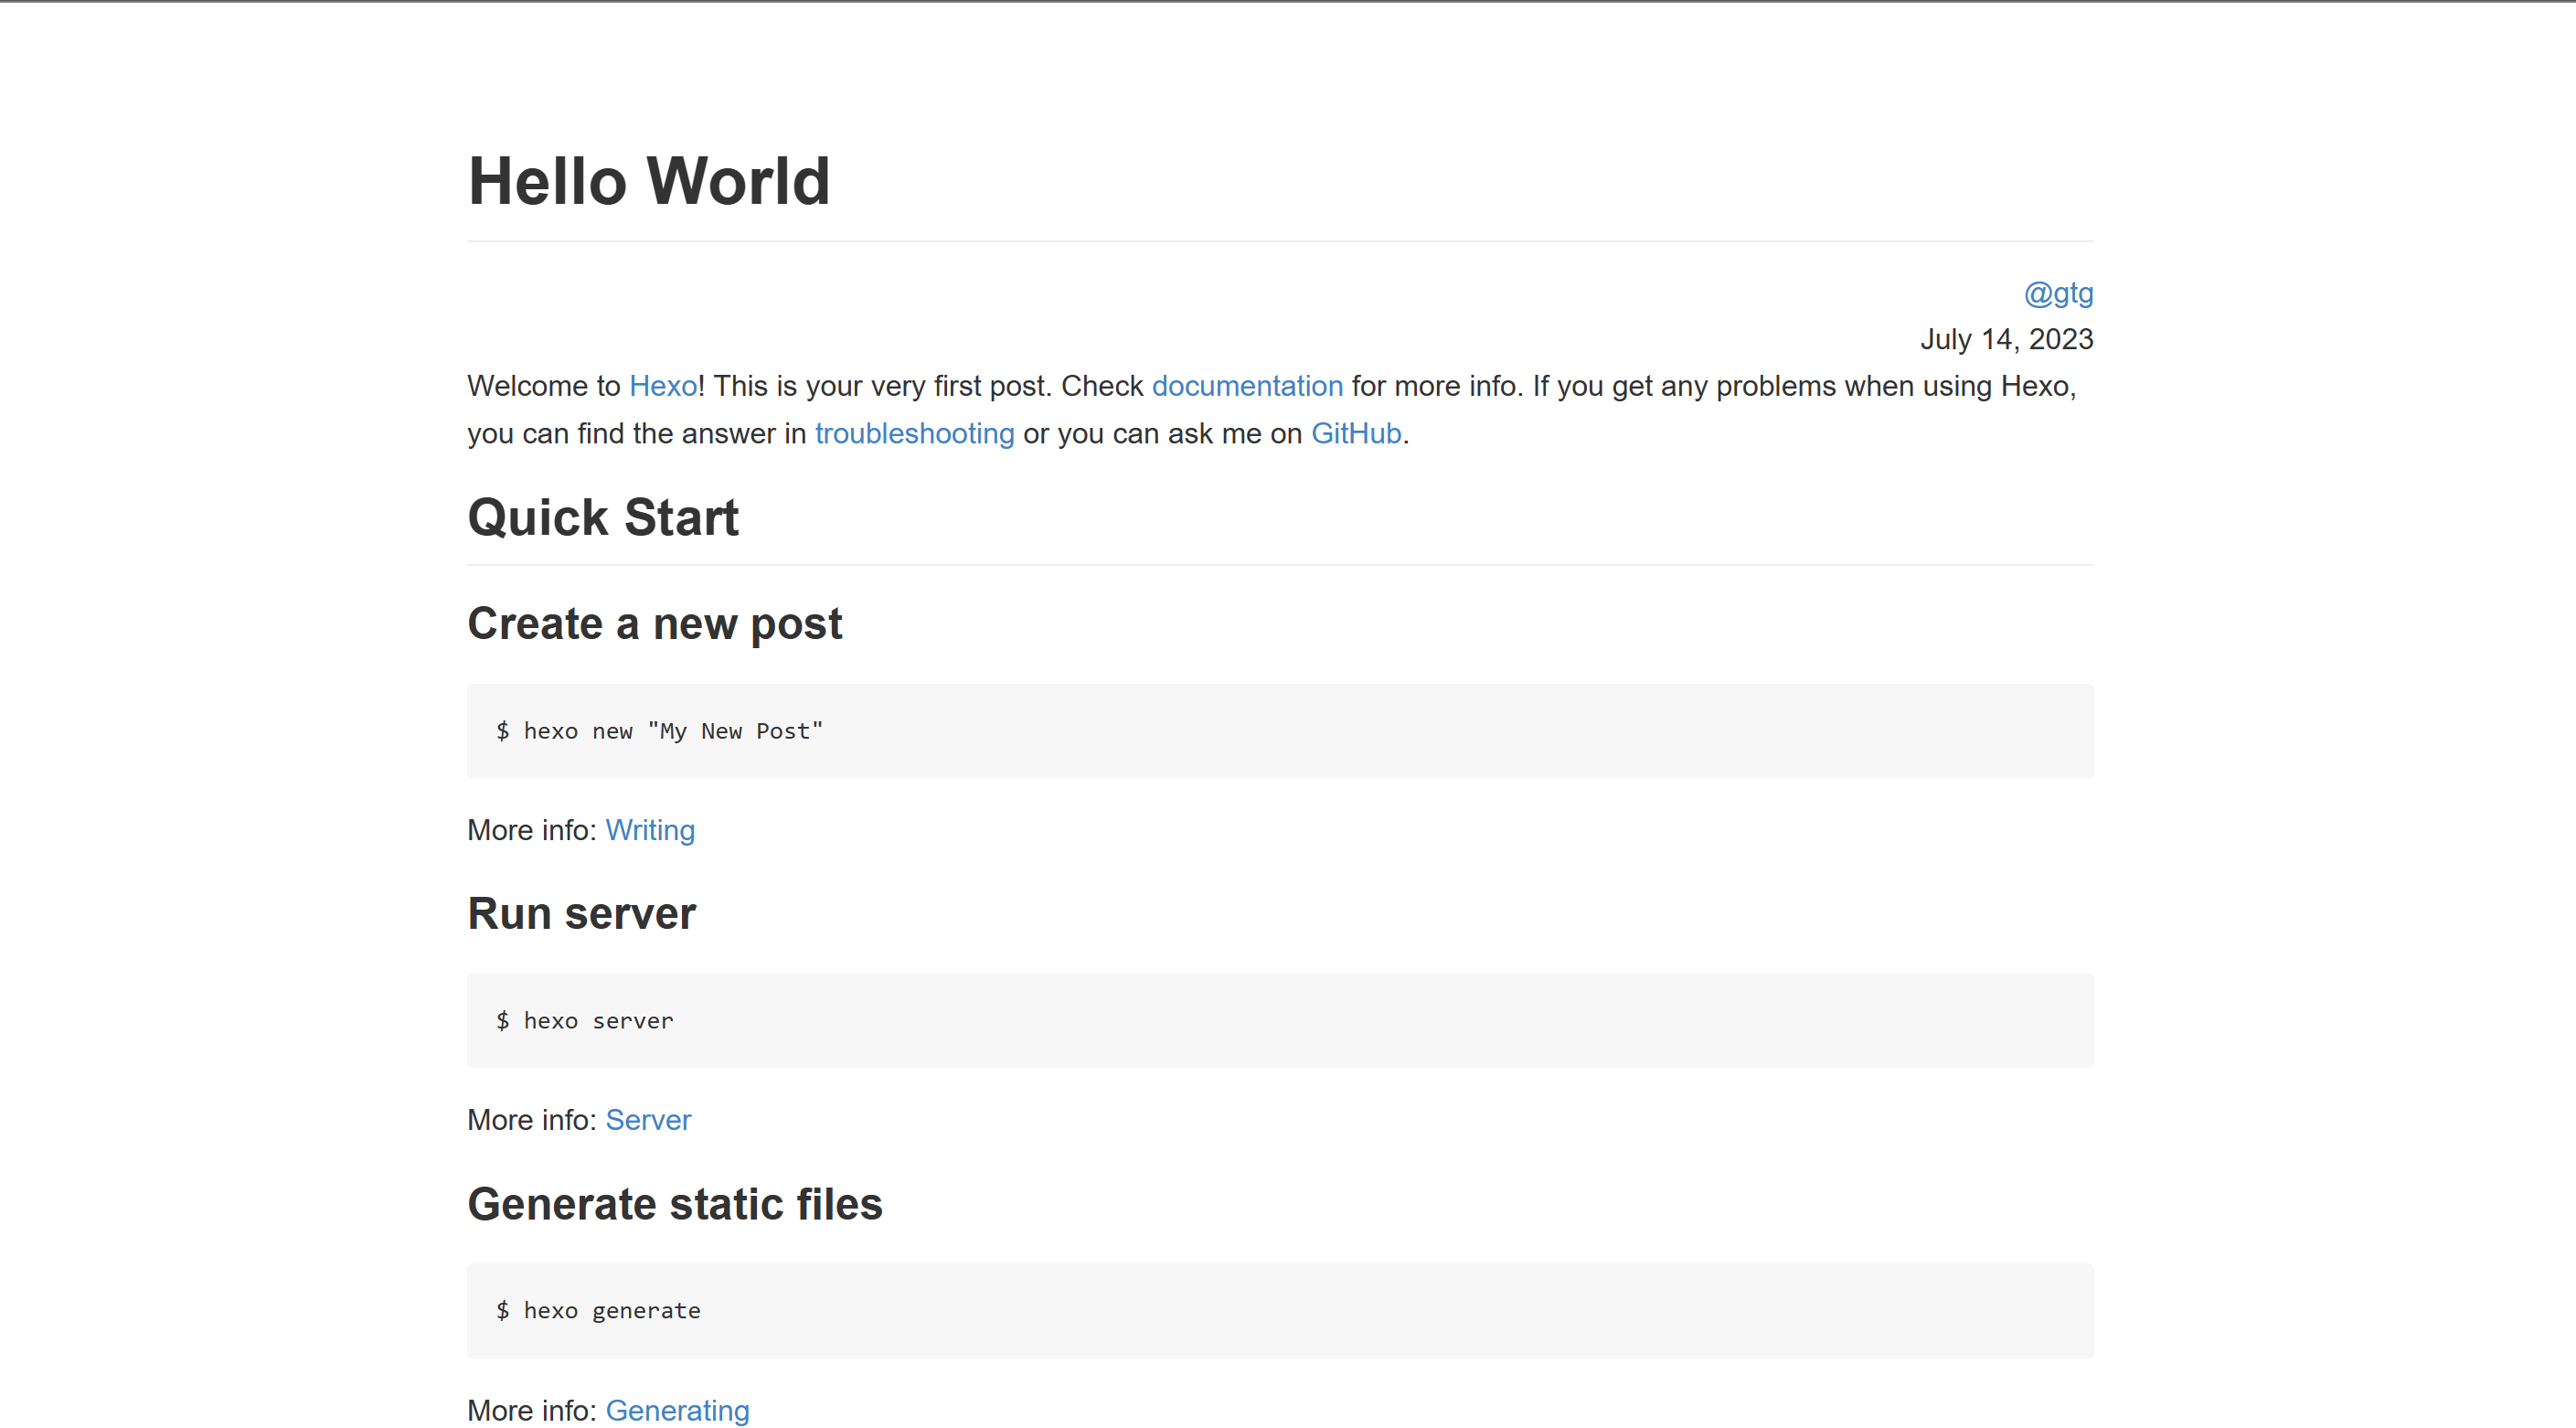 Hello World
@gtg
July 14, 2023
Welcome to Hexo! This is your very first post. Check documentation for more info. If you get any problems when using Hexo,
you can find the answer in troubleshooting or you can ask me on GitHub.
Quick Start
Create a new post
$ hexo new "My New Post"
More info: Writing
Run server
$ hexo server
More info: Server
Generate static files
$ hexo generate
More info: Generating